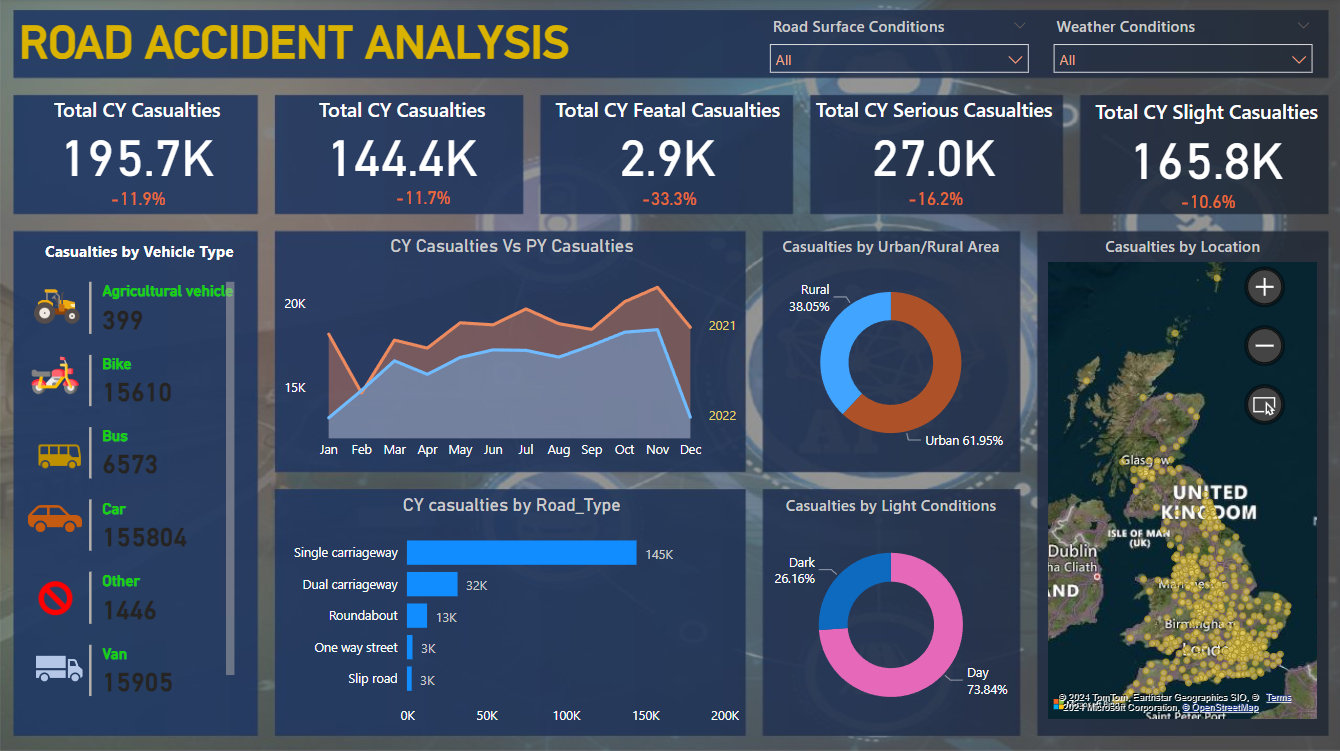 ROAD ACCIDENT ANALYSIS
Road Surface Conditions
All
Weather Conditions
All
Total CY Casualties
195.7K
-11.9%
Total CY Casualties
144.4K
-11.7%
Total CY Featal Casualties
2.9K
-33.3%
Total CY Serious Casualties
27.0K
-16.2%
Total CY Slight Casualties
165.8K
-10.6%
Casualties by Vehicle Type
Agricultural vehicle
399
Bike
15610
Bus
6573
Car
155804
Other
1446
Van
15905
CY Casualties Vs PY Casualties
20K
15K
2021
2022
Jan Feb Mar Apr May Jun Jul Aug Sep Oct Nov Dec
CY casualties by Road_Type
Single carriageway 145K
Dual carriageway 32K
Roundabout 13K
One way street 3K
Slip road 3K
0K 50K 100K 150K 200K
Casualties by Urban/Rural Area
Rural
38.05%
Urban 61.95%
Casualties by Light Conditions
Dark
26.16%
Day
73.84%
Casualties by Location
Glasgow
UNITED
KINGDOM
ISLE OF MAN
(UK)
Dublin
ha Cliath
AND
Birmingham
© 2024 TomTom, Earthstar Geographics SIO, © Terms
2024 Microsoft Corporation, © OpenStreetMap
Saint Peter Port